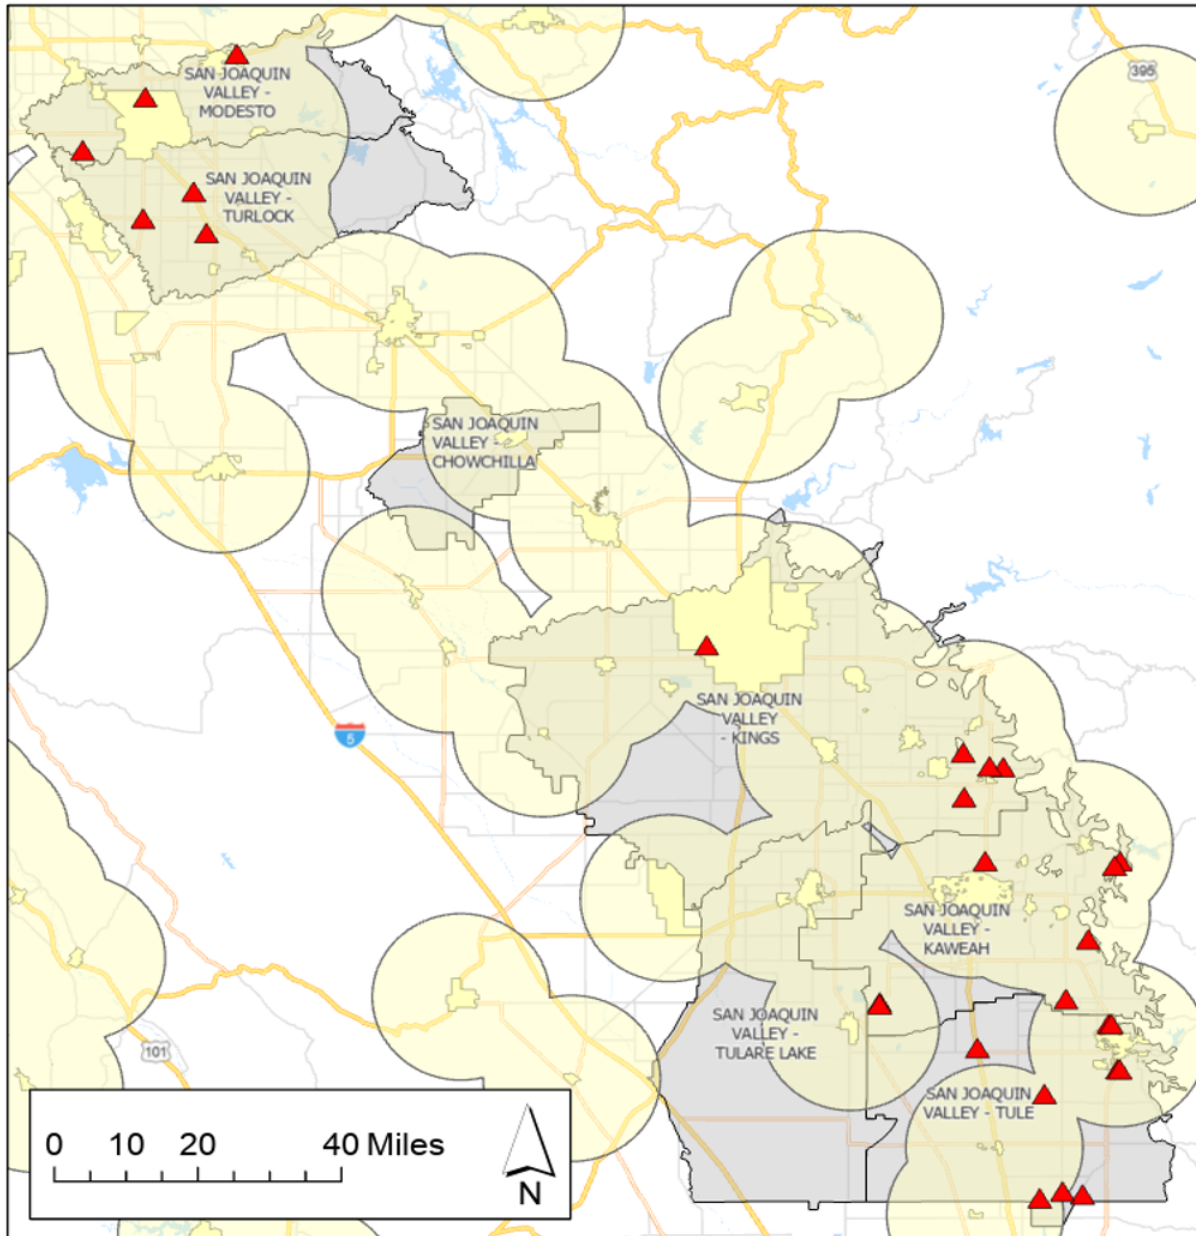 395
SAN JOAQUIN
VALLEY -
MODESTO
SAN JOAQUIN
VALLEY -
TURLOCK
SAN JOAQUIN
VALLEY -
CHOWCHILLA
SAN JOAQUIN
VALLEY
- KINGS
5
SAN JOAQUIN
VALLEY -
KAWEAH
SAN JOAQUIN
VALLEY -
TULARE LAKE
101
SAN JOAQUIN
VALLEY - TULE
0 10 20 40 Miles
N